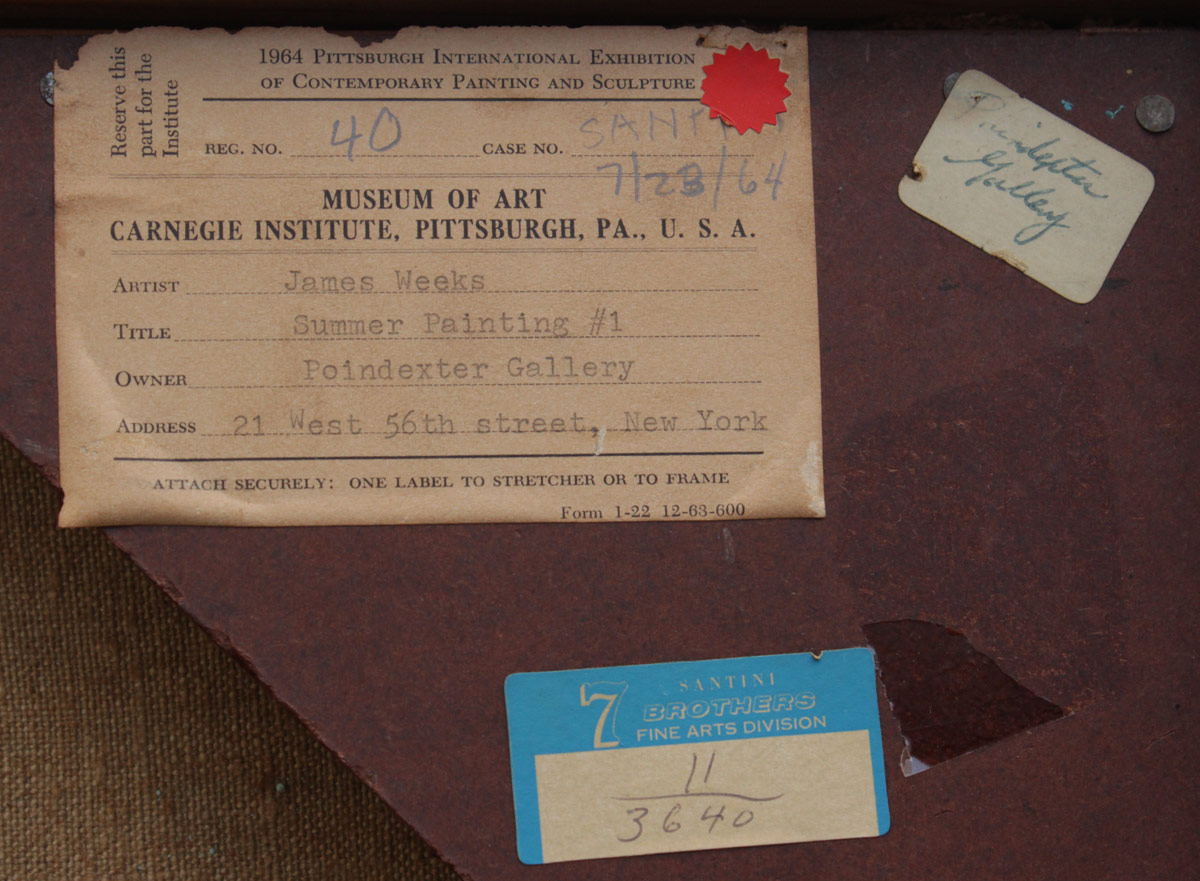 Reserve this
part for the
Institute
1964 Pittsburgh International Exhibition
of Contemporary Painting and Sculpture
REG. NO. 40 CASE NO. SANTINI
7/23/64
MUSEUM OF ART
CARNEGIE INSTITUTE, PITTSBURGH, PA., U. S. A.
Artist James Weeks
Title Summer Painting #1
Owner Poindexter Gallery
Address 21 West 56th street, New York
ATTACH SECURELY: ONE LABEL TO STRETCHER OR TO FRAME
Form 1-22 12-63-600
Poindexter
Gallery
7 SANTINI
BROTHERS
FINE ARTS DIVISION
11
3640